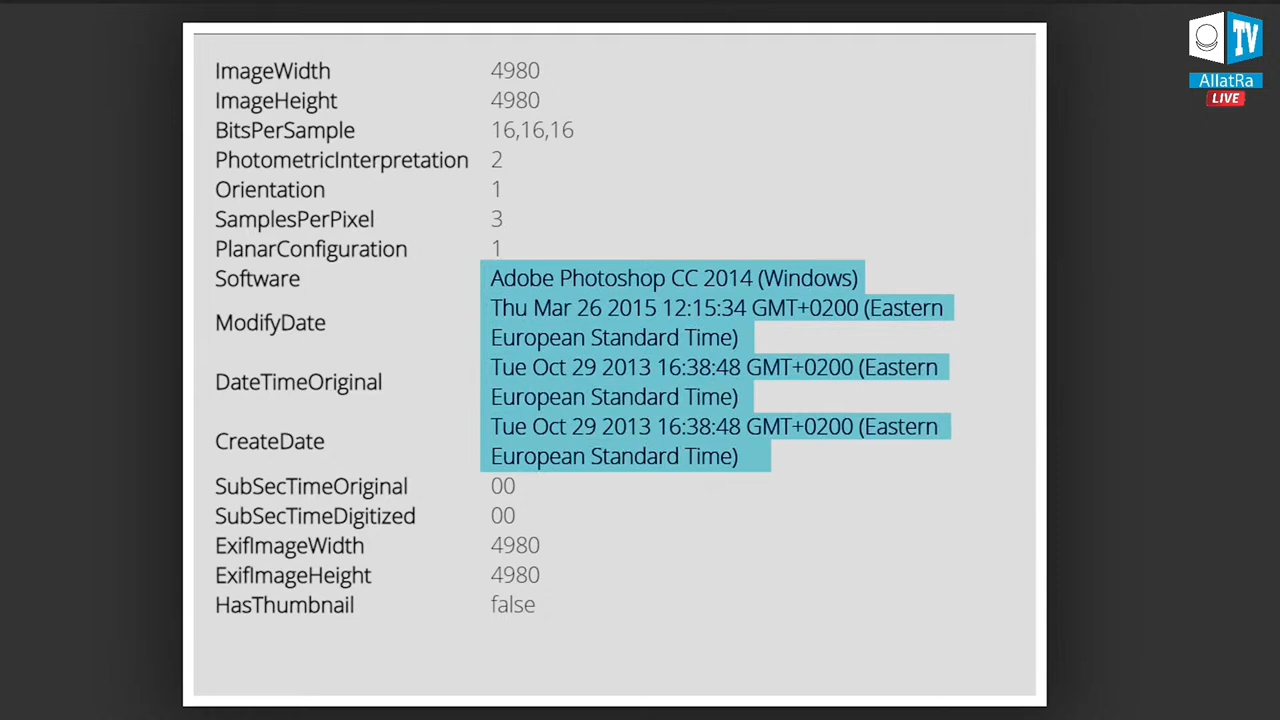 TV
AllatRa
LIVE
ImageWidth 4980
ImageHeight 4980
BitsPerSample 16,16,16
PhotometricInterpretation 2
Orientation 1
SamplesPerPixel 3
PlanarConfiguration 1
Software Adobe Photoshop CC 2014 (Windows)
ModifyDate Thu Mar 26 2015 12:15:34 GMT+0200 (Eastern
European Standard Time)
DateTimeOriginal Tue Oct 29 2013 16:38:48 GMT+0200 (Eastern
European Standard Time)
CreateDate Tue Oct 29 2013 16:38:48 GMT+0200 (Eastern
European Standard Time)
SubSecTimeOriginal 00
SubSecTimeDigitized 00
ExifImageWidth 4980
ExifImageHeight 4980
HasThumbnail false